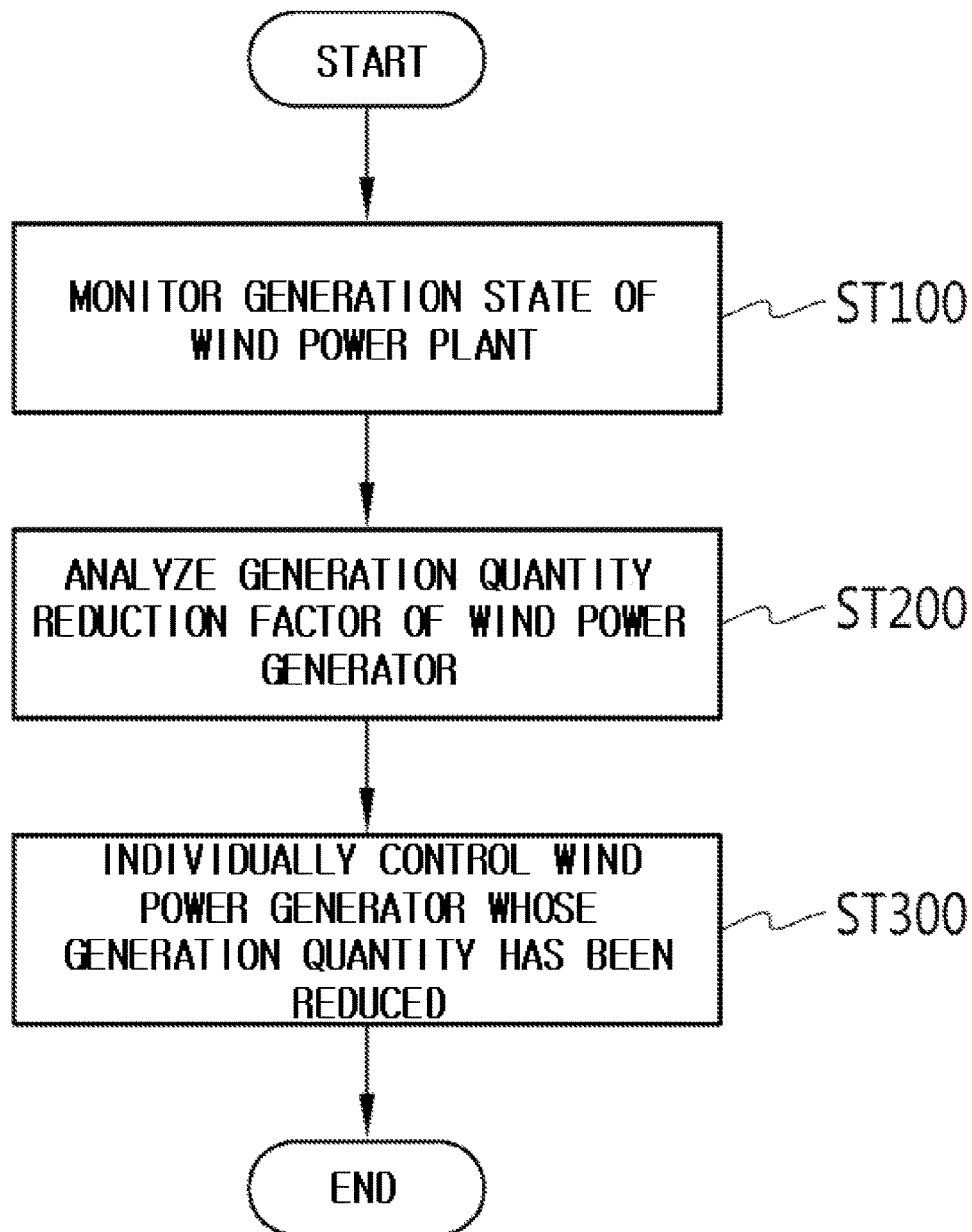 START
MONITOR GENERATION STATE OF
WIND POWER PLANT
ST100
ANALYZE GENERATION QUANTITY
REDUCTION FACTOR OF WIND POWER
GENERATOR
ST200
INDIVIDUALLY CONTROL WIND
POWER GENERATOR WHOSE
GENERATION QUANTITY HAS BEEN
REDUCED
ST300
END